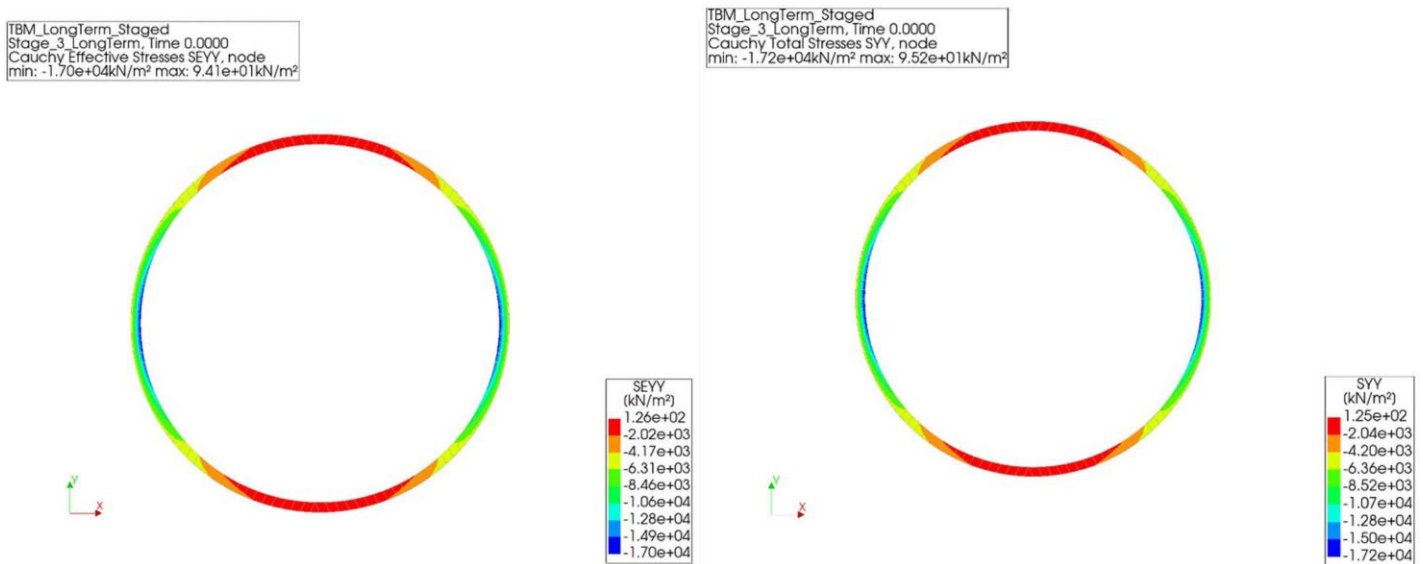 TBM_LongTerm_Staged
Stage_3_LongTerm, Time 0.0000
Cauchy Effective Stresses SEYY, node
min: -1.70e+04kN/m² max: 9.41e+01kN/m²
SEYY
(kN/m²)
1.26e+02
-2.02e+03
-4.17e+03
-6.31e+03
-8.46e+03
-1.06e+04
-1.28e+04
-1.49e+04
-1.70e+04
Y
X
TBM_LongTerm_Staged
Stage_3_LongTerm, Time 0.0000
Cauchy Total Stresses SYY, node
min: -1.72e+04kN/m² max: 9.52e+01kN/m²
SYY
(kN/m²)
1.25e+02
-2.04e+03
-4.20e+03
-6.36e+03
-8.52e+03
-1.07e+04
-1.28e+04
-1.50e+04
-1.72e+04
Y
X